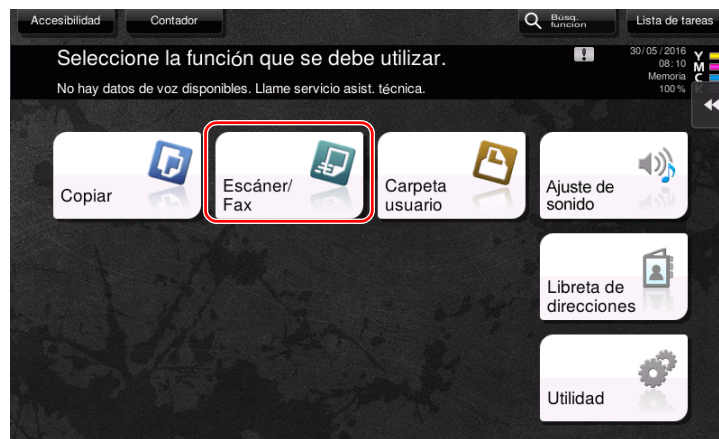 Accesibilidad
Contador
Búsq. función
Lista de tareas
Seleccione la función que se debe utilizar.
No hay datos de voz disponibles. Llame servicio asist. técnica.
30/05/2016
08:10
Memoria
100 %
Y
M
C
K
Copiar
Escáner/
Fax
Carpeta
usuario
Ajuste de
sonido
Libreta de
direcciones
Utilidad